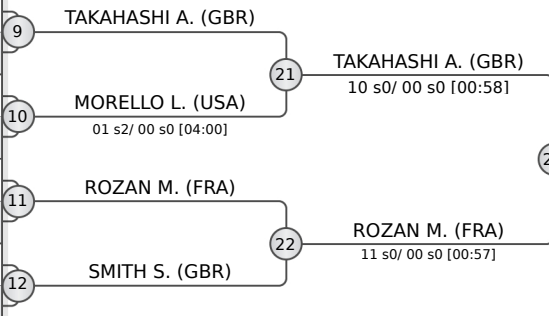 TAKAHASHI A. (GBR)
9
21
TAKAHASHI A. (GBR)
10 s0/ 00 s0 [00:58]
MORELLO L. (USA)
10
01 s2/ 00 s0 [04:00]
ROZAN M. (FRA)
11
22
ROZAN M. (FRA)
11 s0/ 00 s0 [00:57]
SMITH S. (GBR)
12